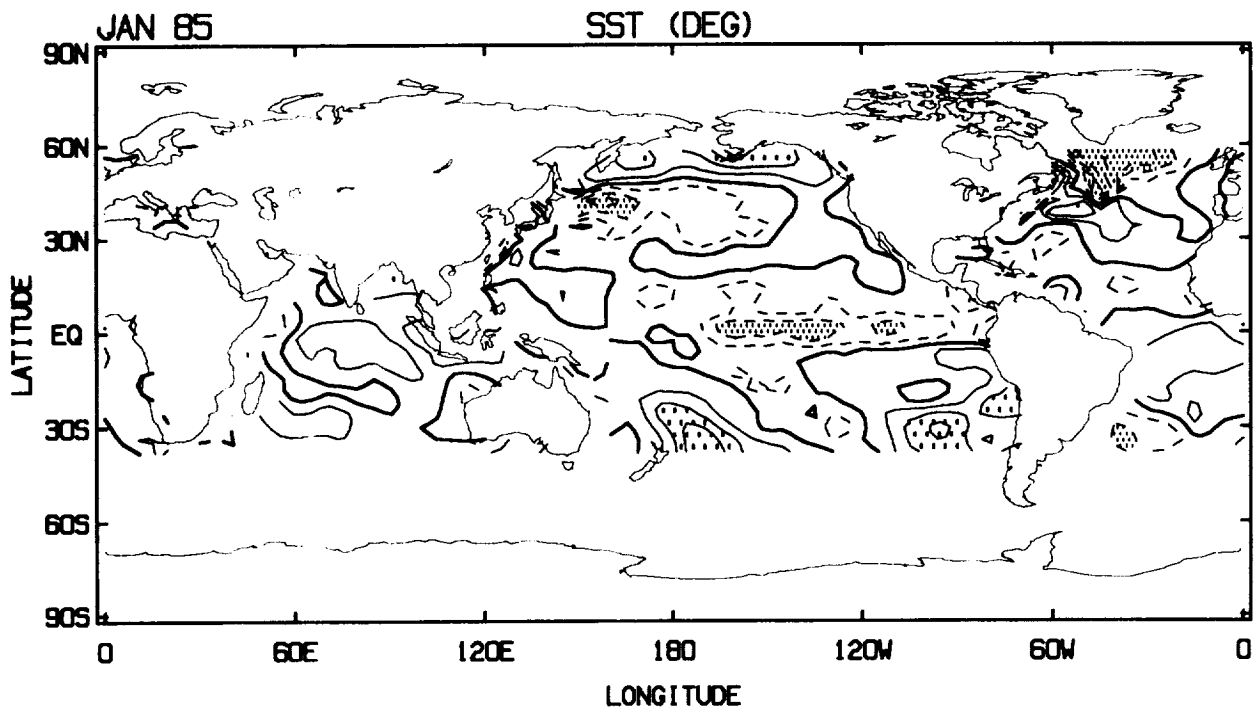 JAN 85 SST (DEG)
90N
60N
30N
EQ
30S
60S
90S
LATITUDE
0 60E 120E 180 120W 60W 0
LONGITUDE